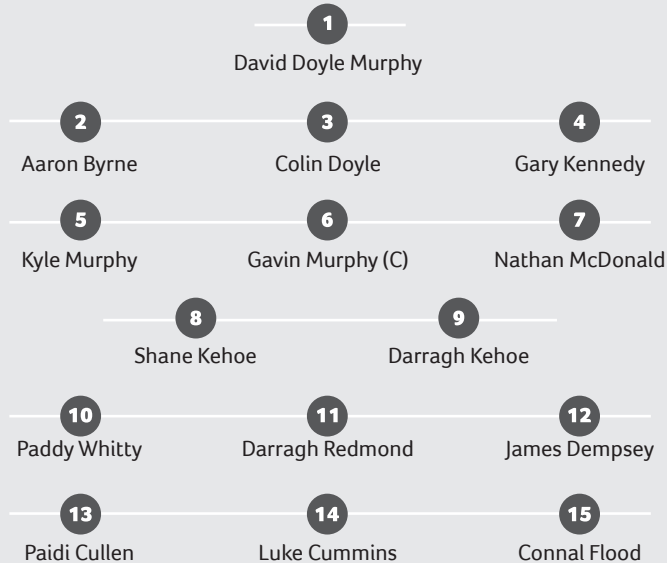 1
David Doyle Murphy
2 3 4
Aaron Byrne Colin Doyle Gary Kennedy
5 6 7
Kyle Murphy Gavin Murphy (C) Nathan McDonald
8 9
Shane Kehoe Darragh Kehoe
10 11 12
Paddy Whitty Darragh Redmond James Dempsey
13 14 15
Paidi Cullen Luke Cummins Connal Flood